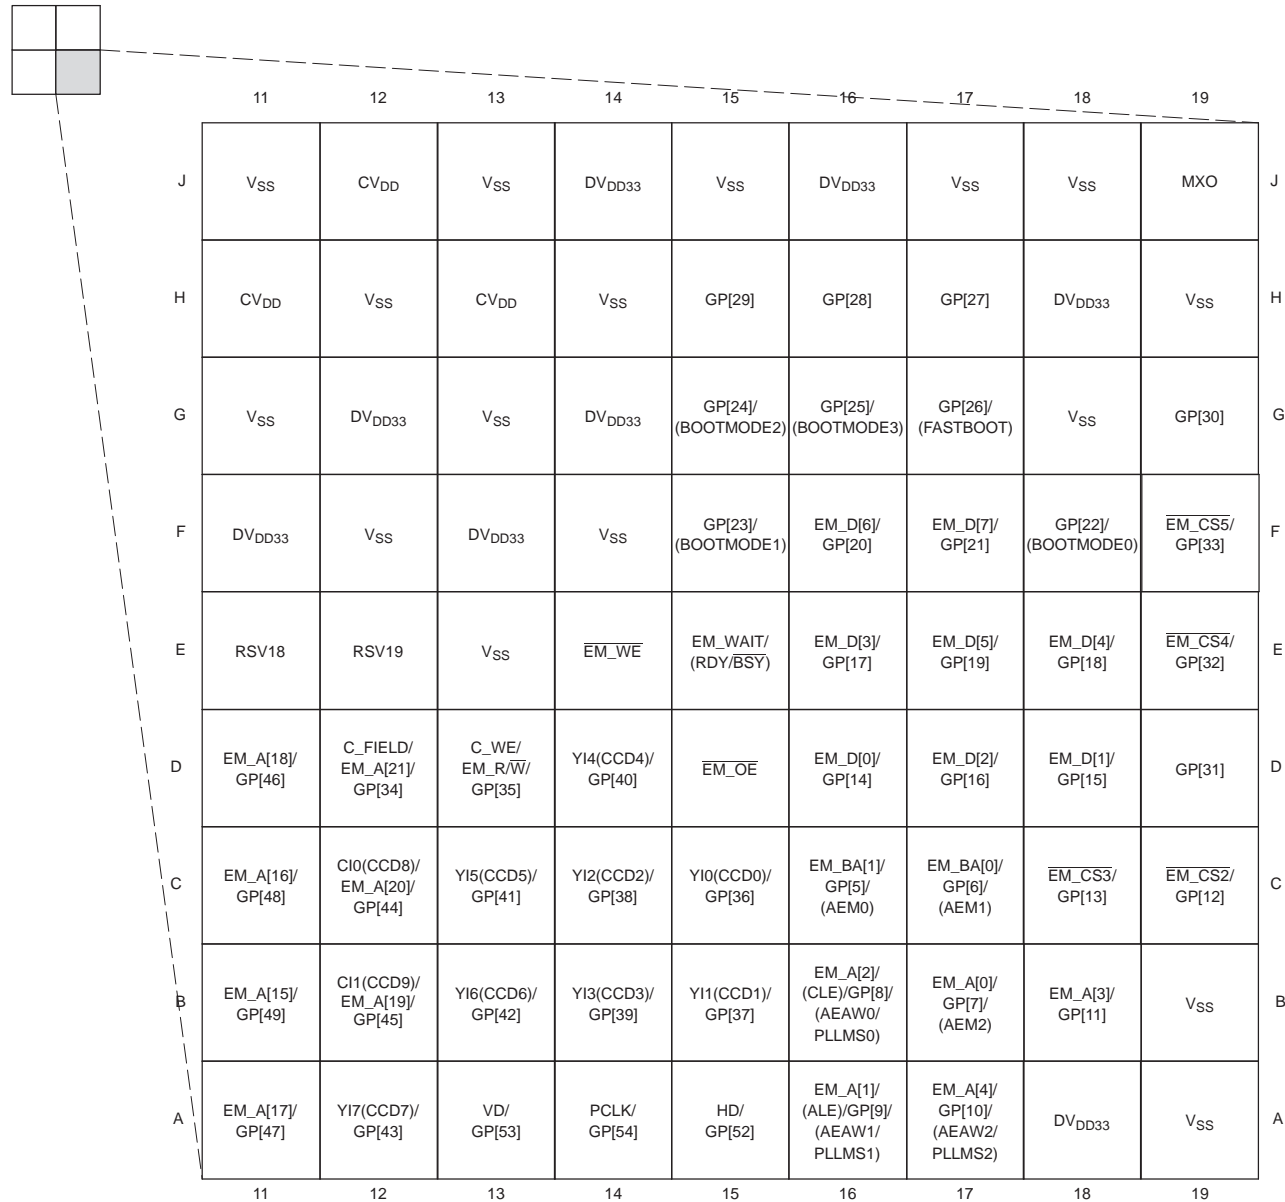 11 12 13 14 15 16 17 18 19
J VSS CVDD VSS DVDD33 VSS DVDD33 VSS VSS MXO J
H CVDD VSS CVDD VSS GP[29] GP[28] GP[27] DVDD33 VSS H
GP[24]/ GP[25]/ GP[26]/
G VSS DVDD33 VSS DVDD33 (BOOTMODE2) (BOOTMODE3) (FASTBOOT) VSS GP[30] G
GP[23]/ EM_D[6]/ EM_D[7]/ GP[22]/ EM_CS5/
F DVDD33 VSS DVDD33 VSS (BOOTMODE1) GP[20] GP[21] (BOOTMODE0) GP[33] F
EM_WAIT/ EM_D[3]/ EM_D[5]/ EM_D[4]/ EM_CS4/
E RSV18 RSV19 VSS EM_WE (RDY/BSY) GP[17] GP[19] GP[18] GP[32] E
C_FIELD/ C_WE/
D EM_A[18]/ EM_A[21]/ EM_R/W/ YI4(CCD4)/ EM_OE EM_D[0]/ EM_D[2]/ EM_D[1]/ GP[31] D
GP[46] GP[34] GP[35] GP[40] GP[14] GP[16] GP[15]
CI0(CCD8)/ EM_BA[1]/ EM_BA[0]/
C EM_A[16]/ EM_A[20]/ YI5(CCD5)/ YI2(CCD2)/ YI0(CCD0)/ GP[5]/ GP[6]/ EM_CS3/ EM_CS2/ C
GP[48] GP[44] GP[41] GP[38] GP[36] (AEM0) (AEM1) GP[13] GP[12]
CI1(CCD9)/ EM_A[2]/ EM_A[0]/
B EM_A[15]/ EM_A[19]/ YI6(CCD6)/ YI3(CCD3)/ YI1(CCD1)/ (CLE)/GP[8]/ GP[7]/ EM_A[3]/ VSS B
GP[49] GP[45] GP[42] GP[39] GP[37] (AEAW0/ (AEM2) GP[11]
PLLMS0)
EM_A[1]/ EM_A[4]/
A EM_A[17]/ YI7(CCD7)/ VD/ PCLK/ HD/ (ALE)/GP[9]/ GP[10]/ DVDD33 VSS A
GP[47] GP[43] GP[53] GP[54] GP[52] (AEAW1/ (AEAW2/
PLLMS1) PLLMS2)
11 12 13 14 15 16 17 18 19